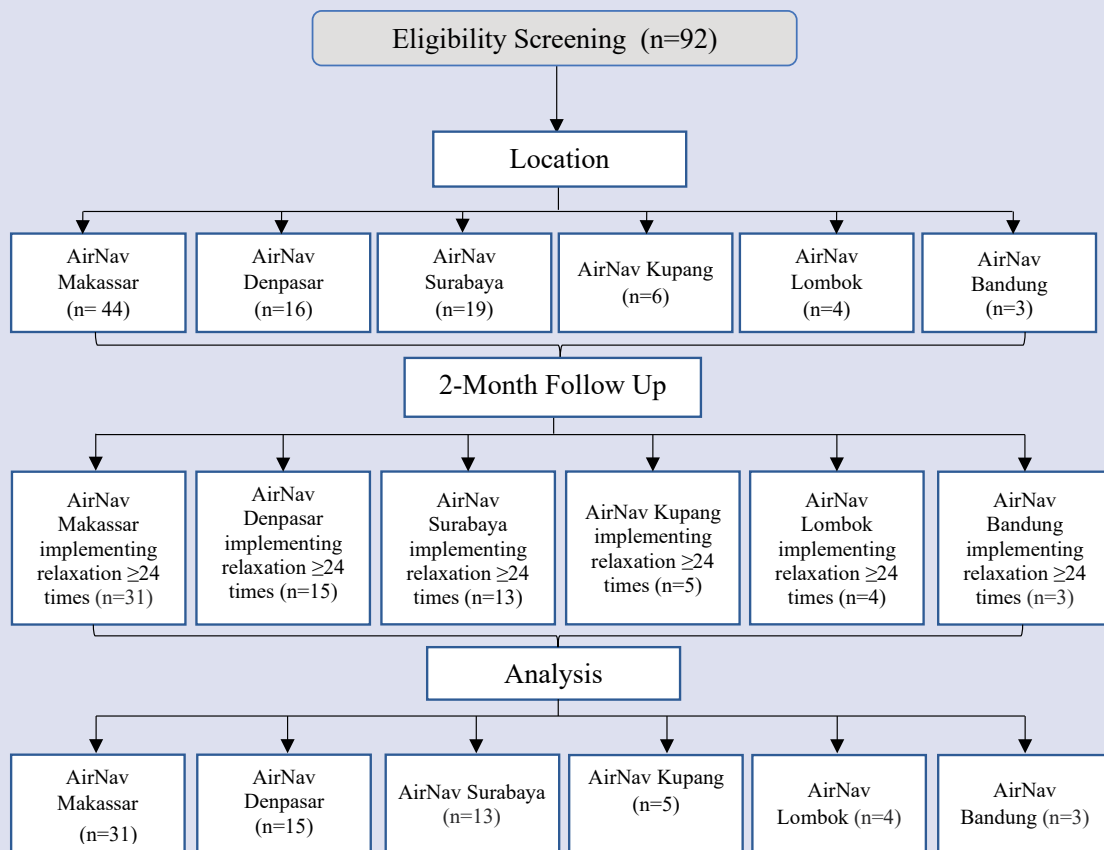 Eligibility Screening (n=92)
Location
AirNav
Makassar
(n= 44)
AirNav
Denpasar
(n=16)
AirNav
Surabaya
(n=19)
AirNav Kupang
(n=6)
AirNav
Lombok
(n=4)
AirNav
Bandung
(n=3)
2-Month Follow Up
AirNav
Makassar
implementing
relaxation ≥24
times (n=31)
AirNav
Denpasar
implementing
relaxation ≥24
times (n=15)
AirNav
Surabaya
implementing
relaxation ≥24
times (n=13)
AirNav Kupang
implementing
relaxation ≥24
times (n=5)
AirNav
Lombok
implementing
relaxation ≥24
times (n=4)
AirNav
Bandung
implementing
relaxation ≥24
times (n=3)
Analysis
AirNav
Makassar
(n=31)
AirNav
Denpasar
(n=15)
AirNav Surabaya
(n=13)
AirNav Kupang
(n=5)
AirNav
Lombok (n=4)
AirNav
Bandung (n=3)